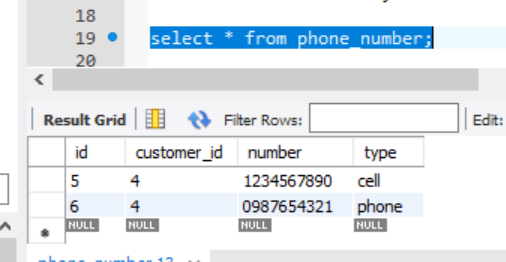 18
19 select * from phone_number;
20
Result Grid Filter Rows: Edit:
id customer_id number type
5 4 1234567890 cell
6 4 0987654321 phone
NULL NULL NULL NULL